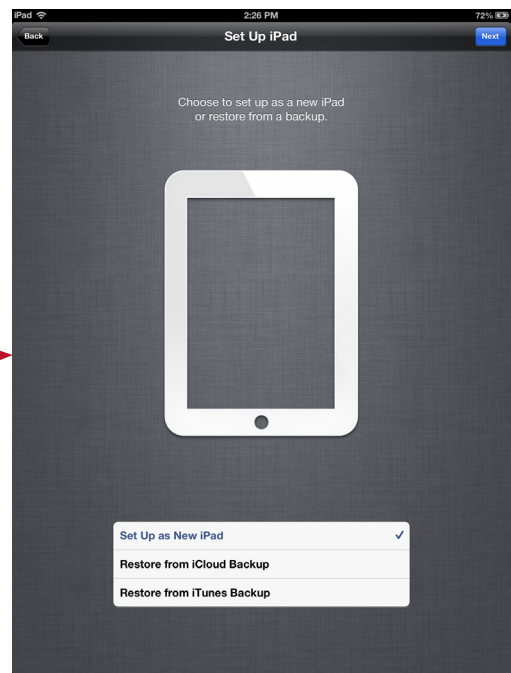 iPad 2:26 PM 72%
Back Set Up iPad Next
Choose to set up as a new iPad
or restore from a backup.
Set Up as New iPad
Restore from iCloud Backup
Restore from iTunes Backup